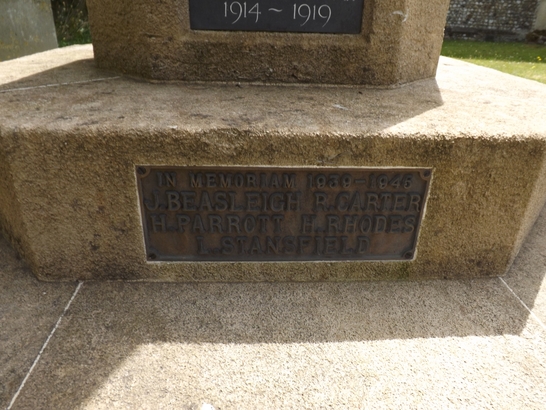 1914 ~ 1919
IN MEMORIAM 1939-1945
J. BEASLEIGH P. CARTER
H. PARROTT H. RHODES
L. STANSFIELD